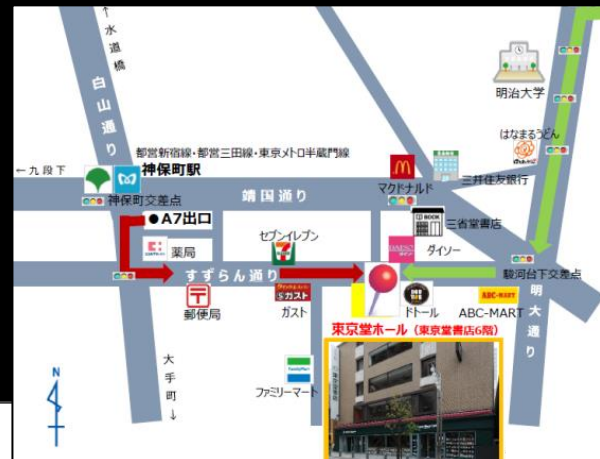 ↑水道橋
白山通り
明治大学
はなまるうどん
都営新宿線・都営三田線・東京メトロ半蔵門線
←九段下
神保町駅
三井住友銀行
マクドナルド
神保町交差点
靖国通り
●A7出口
BOOK
三省堂書店
セブンイレブン
薬局
ダイソー
すずらん通り
駿河台下交差点
郵便局
ガスト
ドトール
ABC-MART
ABC-MART
明大通り
東京堂ホール(東京堂書店6階)
大手町↓
FamilyMart
ファミリーマート
N